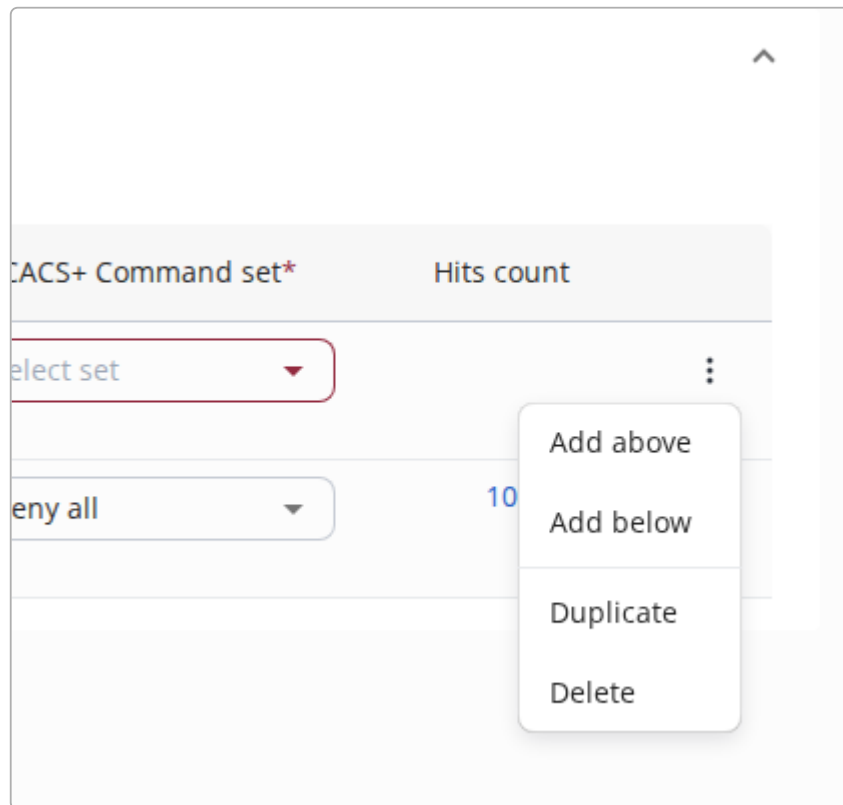 CACS+ Command set* Hits count
elect set
Add above
eny all 10
Add below
Duplicate
Delete